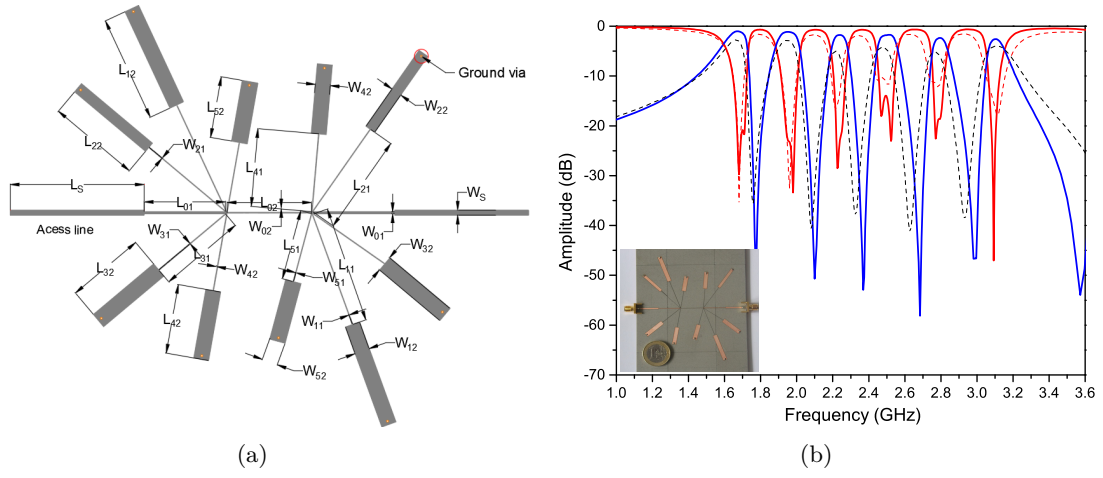 L12
L22
W21
L52
W42
L41
W22
Ground via
L21
LS
L01
L02
W02
W01
WS
Acess line
W31
L31
L32
W42
L42
L51
W51
L11
W32
W11
W12
W52
(a)
0
-10
-20
-30
-40
-50
-60
-70
Amplitude (dB)
1.0 1.2 1.4 1.6 1.8 2.0 2.2 2.4 2.6 2.8 3.0 3.2 3.4 3.6
Frequency (GHz)
(b)